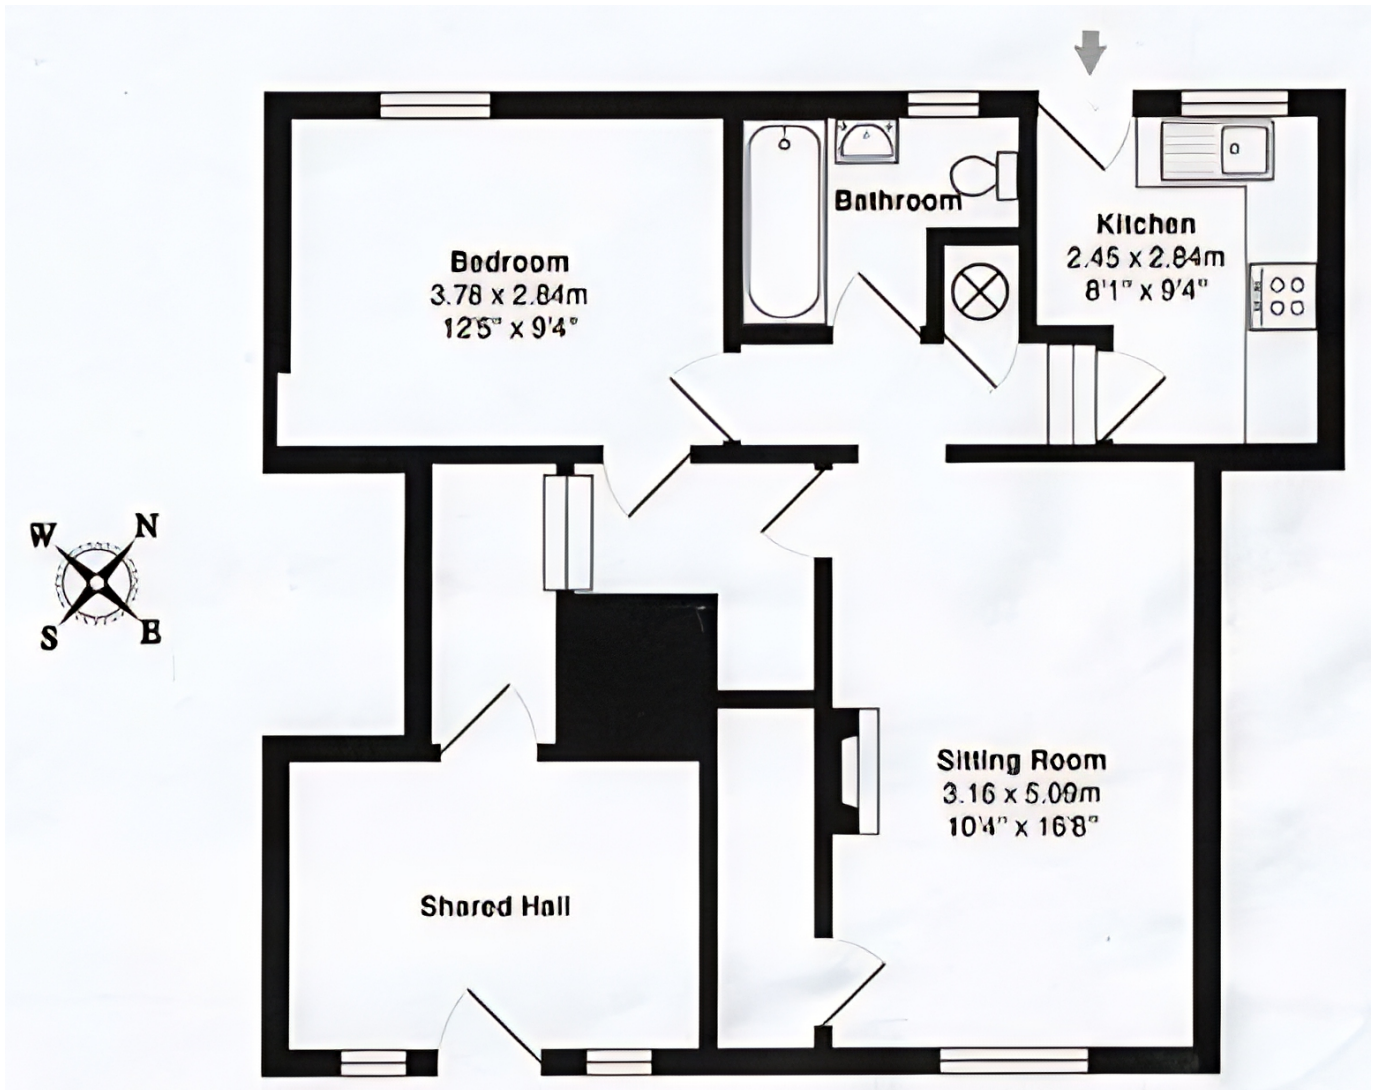 Bathroom
Kitchen
2.45 x 2.84m
8'1" x 9'4"
Bedroom
3.78 x 2.84m
12'5" x 9'4"
W
N
S
E
Sitting Room
3.16 x 5.09m
10'4" x 16'8"
Shared Hall